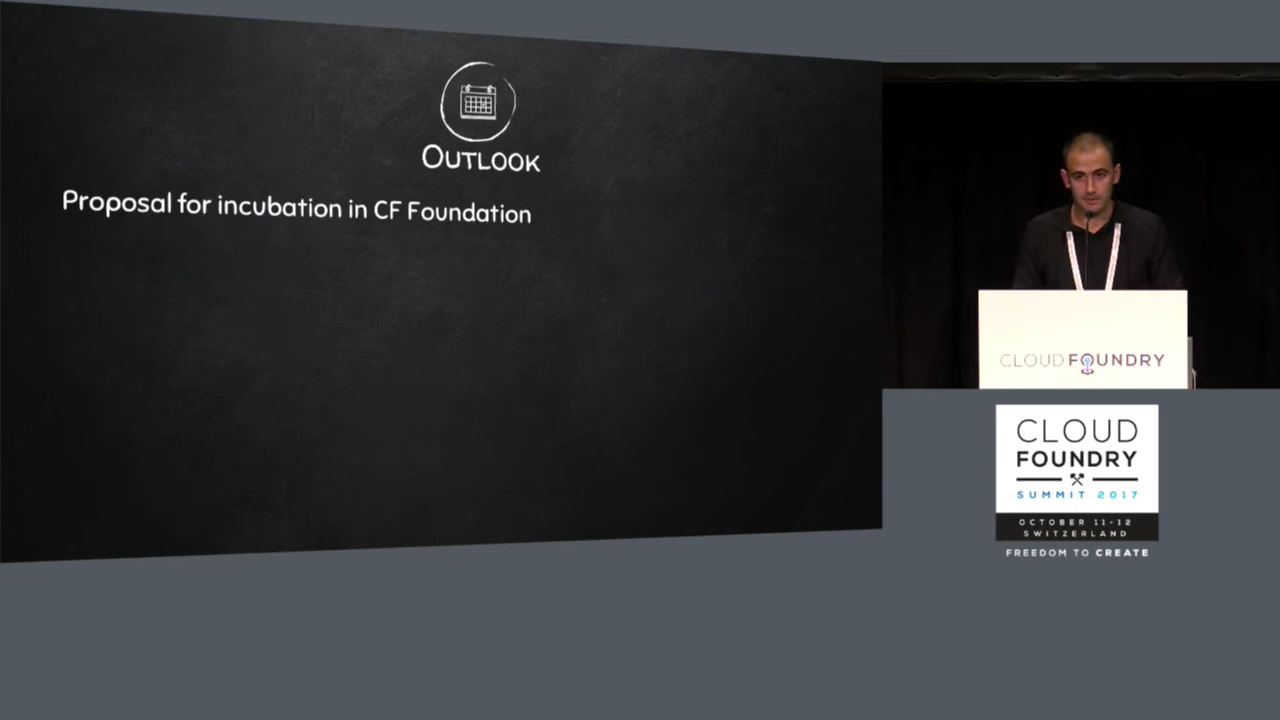 OUTLOOK
Proposal for incubation in CF Foundation
CLOUD FOUNDRY
CLOUD
FOUNDRY
SUMMIT 2017
OCTOBER 11-12
SWITZERLAND
FREEDOM TO CREATE